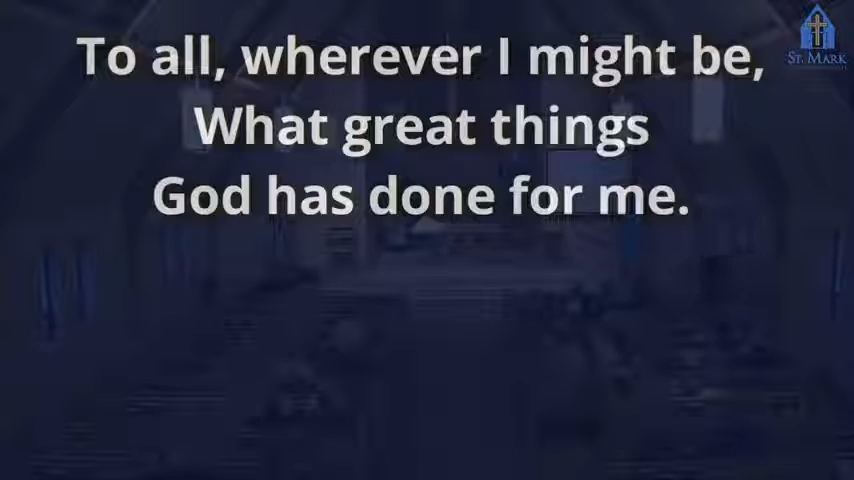 To all, wherever I might be,
What great things
God has done for me.
ST. MARK